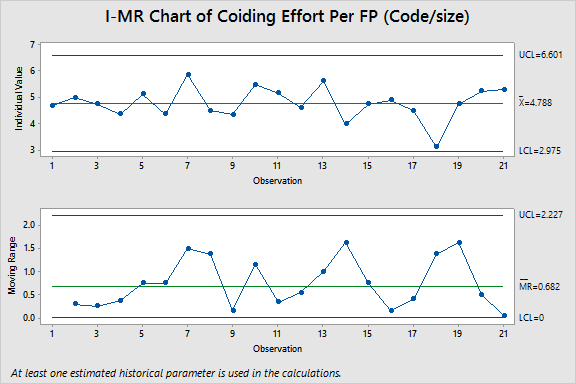 I-MR Chart of Coiding Effort Per FP (Code/size)
7
6
5
4
3
Individual Value
UCL=6.601
X=4.788
LCL=2.975
1 3 5 7 9 11 13 15 17 19 21
Observation
2.0
1.5
1.0
0.5
0.0
Moving Range
UCL=2.227
MR=0.682
LCL=0
1 3 5 7 9 11 13 15 17 19 21
Observation
At least one estimated historical parameter is used in the calculations.